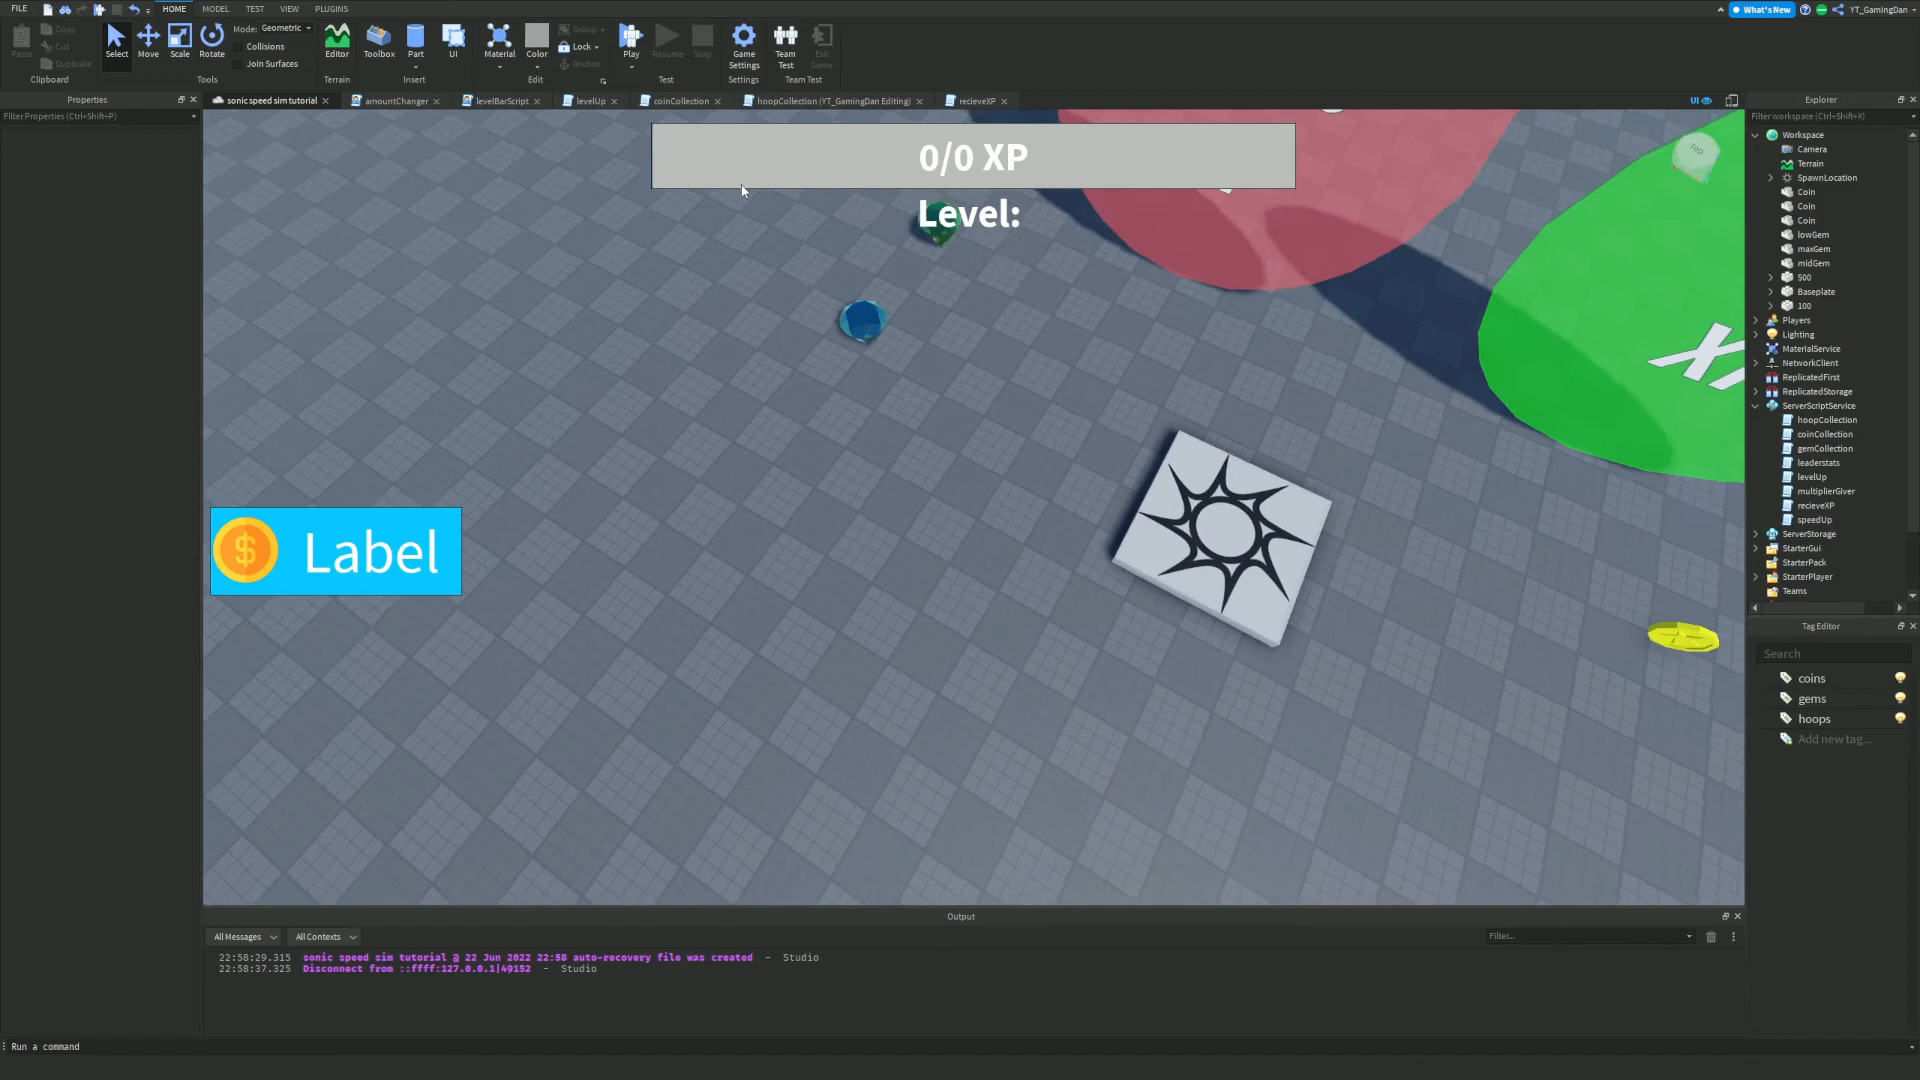 FILE MODEL HOME TEST VIEW PLUGINS
What's New YT_GamingDan
Paste Copy Cut Duplicate Clipboard
Select Move Scale Rotate Mode: Geometric Collisions Join Surfaces Tools
Editor Terrain
Toolbox Part UI Insert
Material Color Group Lock Anchor Edit
Play Resume Stop Test
Game Settings Settings
Team Test Exit Game Team Test
Properties
Filter Properties (Ctrl+Shift+P)
sonic speed sim tutorial amountChanger levelBarScript levelUp coinCollection hoopCollection (YT_GamingDan Editing) recieveXP
UI
0/0 XP
Level:
Label
$
Top
X
Explorer
Filter workspace (Ctrl+Shift+X)
Workspace
Camera
Terrain
SpawnLocation
Coin
Coin
Coin
lowGem
maxGem
midGem
500
Baseplate
100
Players
Lighting
MaterialService
NetworkClient
ReplicatedFirst
ReplicatedStorage
ServerScriptService
hoopCollection
coinCollection
gemCollection
leaderstats
levelUp
multiplierGiver
recieveXP
speedUp
ServerStorage
StarterGui
StarterPack
StarterPlayer
Teams
Tag Editor
Search
coins
gems
hoops
Add new tag...
Output
All Messages All Contexts Filter...
22:58:29.315 sonic speed sim tutorial @ 22 Jun 2022 22:58 auto-recovery file was created - Studio
22:58:37.325 Disconnect from ::ffff:127.0.0.1|49152 - Studio
Run a command